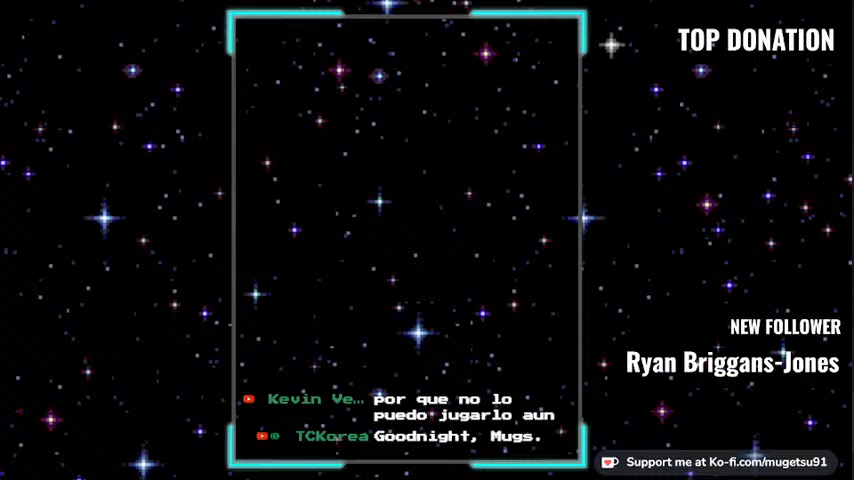 TOP DONATION
NEW FOLLOWER
Ryan Briggans-Jones
Kevin Ve… por que no lo
puedo jugarlo aun
TCKorea Goodnight, Mugs.
Support me at Ko-fi.com/mugetsu91